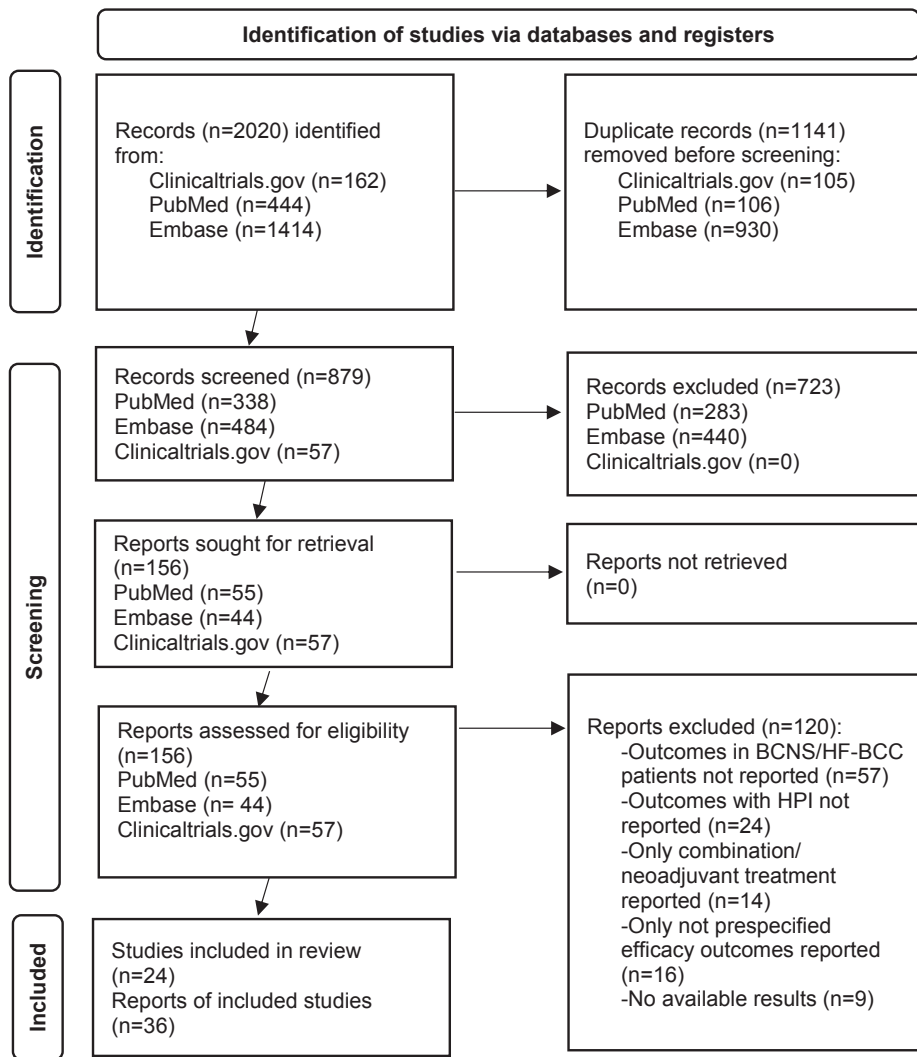 Identification of studies via databases and registers
Identification
Records (n=2020) identified
from:
Clinicaltrials.gov (n=162)
PubMed (n=444)
Embase (n=1414)
Duplicate records (n=1141)
removed before screening:
Clinicaltrials.gov (n=105)
PubMed (n=106)
Embase (n=930)
Screening
Records screened (n=879)
PubMed (n=338)
Embase (n=484)
Clinicaltrials.gov (n=57)
Records excluded (n=723)
PubMed (n=283)
Embase (n=440)
Clinicaltrials.gov (n=0)
Reports sought for retrieval
(n=156)
PubMed (n=55)
Embase (n=44)
Clinicaltrials.gov (n=57)
Reports not retrieved
(n=0)
Reports assessed for eligibility
(n=156)
PubMed (n=55)
Embase (n= 44)
Clinicaltrials.gov (n=57)
Reports excluded (n=120):
-Outcomes in BCNS/HF-BCC
patients not reported (n=57)
-Outcomes with HPI not
reported (n=24)
-Only combination/
neoadjuvant treatment
reported (n=14)
-Only not prespecified
efficacy outcomes reported
(n=16)
-No available results (n=9)
Included
Studies included in review
(n=24)
Reports of included studies
(n=36)